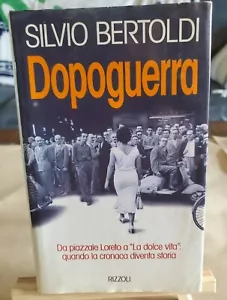 SILVIO BERTOLDI
Dopoguerra
Da piazzale Loreto a "La dolce vita":
quando la cronaca diventa storia
RIZZOLI